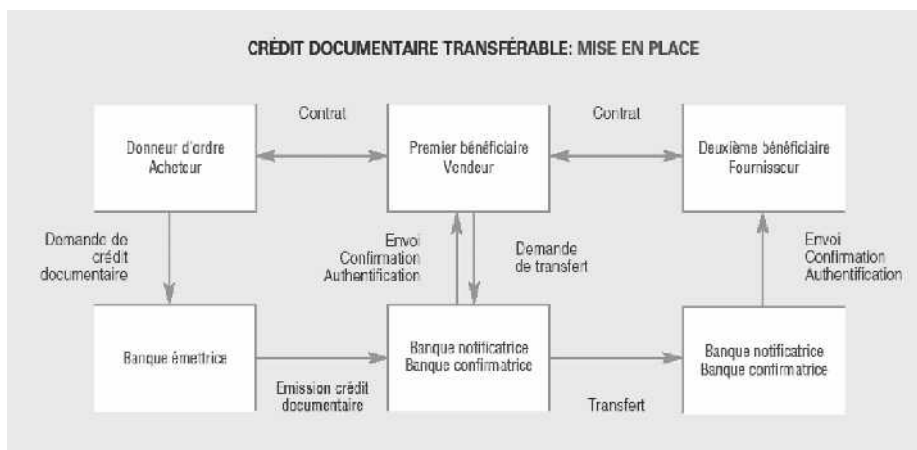 CRÉDIT DOCUMENTAIRE TRANSFÉRABLE: MISE EN PLACE
Contrat
Contrat
Donneur d'ordre
Acheteur
Premier bénéficiaire
Vendeur
Deuxième bénéficiaire
Fournisseur
Demande de
crédit
documentaire
Envoi
Confirmation
Authentification
Demande
de transfert
Envoi
Confirmation
Authentification
Banque émettrice
Banque notificatrice
Banque confirmatrice
Banque notificatrice
Banque confirmatrice
Emission crédit
documentaire
Transfert